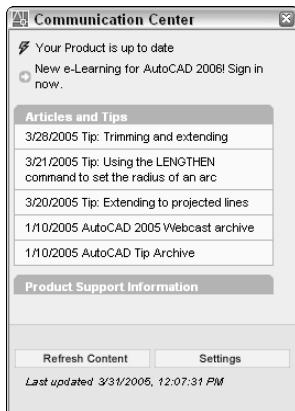 Communication Center
Your Product is up to date
New e-Learning for AutoCAD 2006! Sign in
now.
Articles and Tips
3/28/2005 Tip: Trimming and extending
3/21/2005 Tip: Using the LENGTHEN
command to set the radius of an arc
3/20/2005 Tip: Extending to projected lines
1/10/2005 AutoCAD 2005 Webcast archive
1/10/2005 AutoCAD Tip Archive
Product Support Information
Refresh Content Settings
Last updated 3/31/2005, 12:07:31 PM